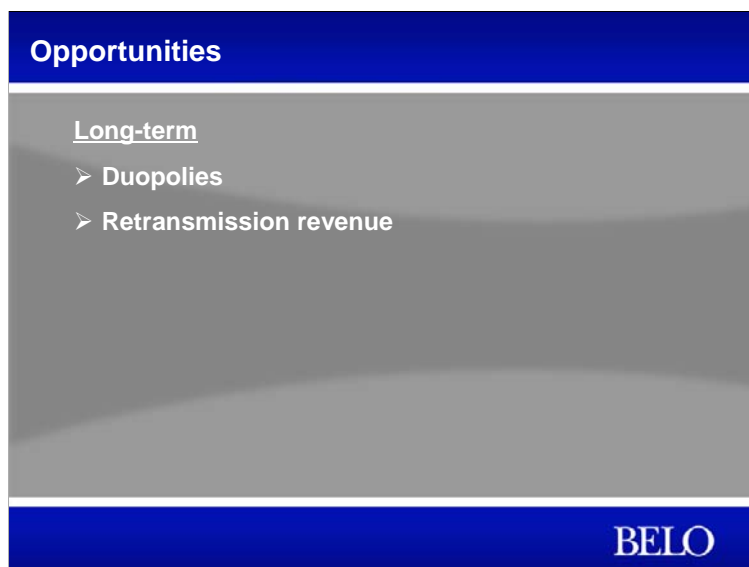 Opportunities
Long-term
➢ Duopolies
➢ Retransmission revenue
BELO